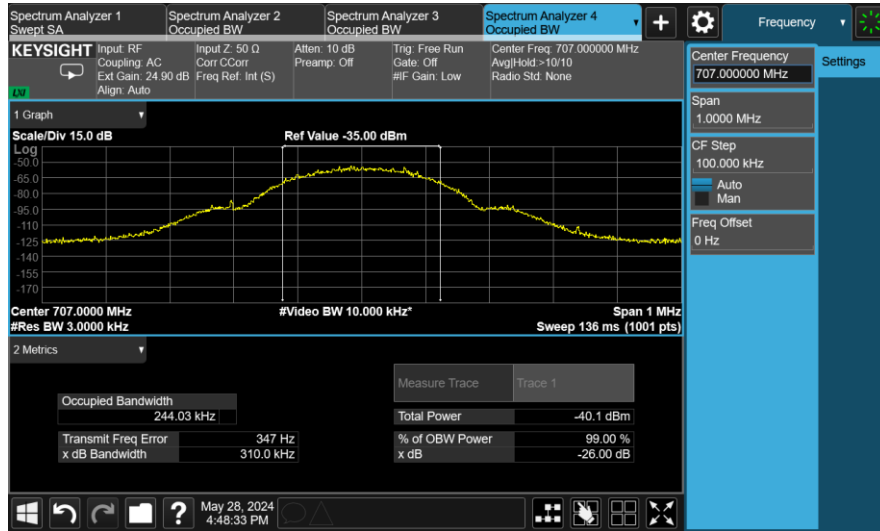 Spectrum Analyzer 1
Swept SA
Spectrum Analyzer 2
Occupied BW
Spectrum Analyzer 3
Occupied BW
Spectrum Analyzer 4
Occupied BW
+
Frequency
KEYSIGHT
LXI
Input: RF
Coupling: AC
Ext Gain: 24.90 dB
Align: Auto
Input Z: 50 Ω
Corr CCorr
Freq Ref: Int (S)
Atten: 10 dB
Preamp: Off
Trig: Free Run
Gate: Off
#IF Gain: Low
Center Freq: 707.000000 MHz
Avg|Hold:>10/10
Radio Std: None
Center Frequency
707.000000 MHz
Settings
Span
1.0000 MHz
CF Step
100.000 kHz
Auto
Man
Freq Offset
0 Hz
1 Graph
Scale/Div 15.0 dB
Ref Value -35.00 dBm
Log
-50.0
-65.0
-80.0
-95.0
-110
-125
-140
-155
-170
Center 707.0000 MHz
#Video BW 10.000 kHz*
Span 1 MHz
#Res BW 3.0000 kHz
Sweep 136 ms (1001 pts)
2 Metrics
Measure Trace
Trace 1
Occupied Bandwidth
244.03 kHz
Total Power
-40.1 dBm
Transmit Freq Error
347 Hz
% of OBW Power
99.00 %
x dB Bandwidth
310.0 kHz
x dB
-26.00 dB
?
May 28, 2024
4:48:33 PM